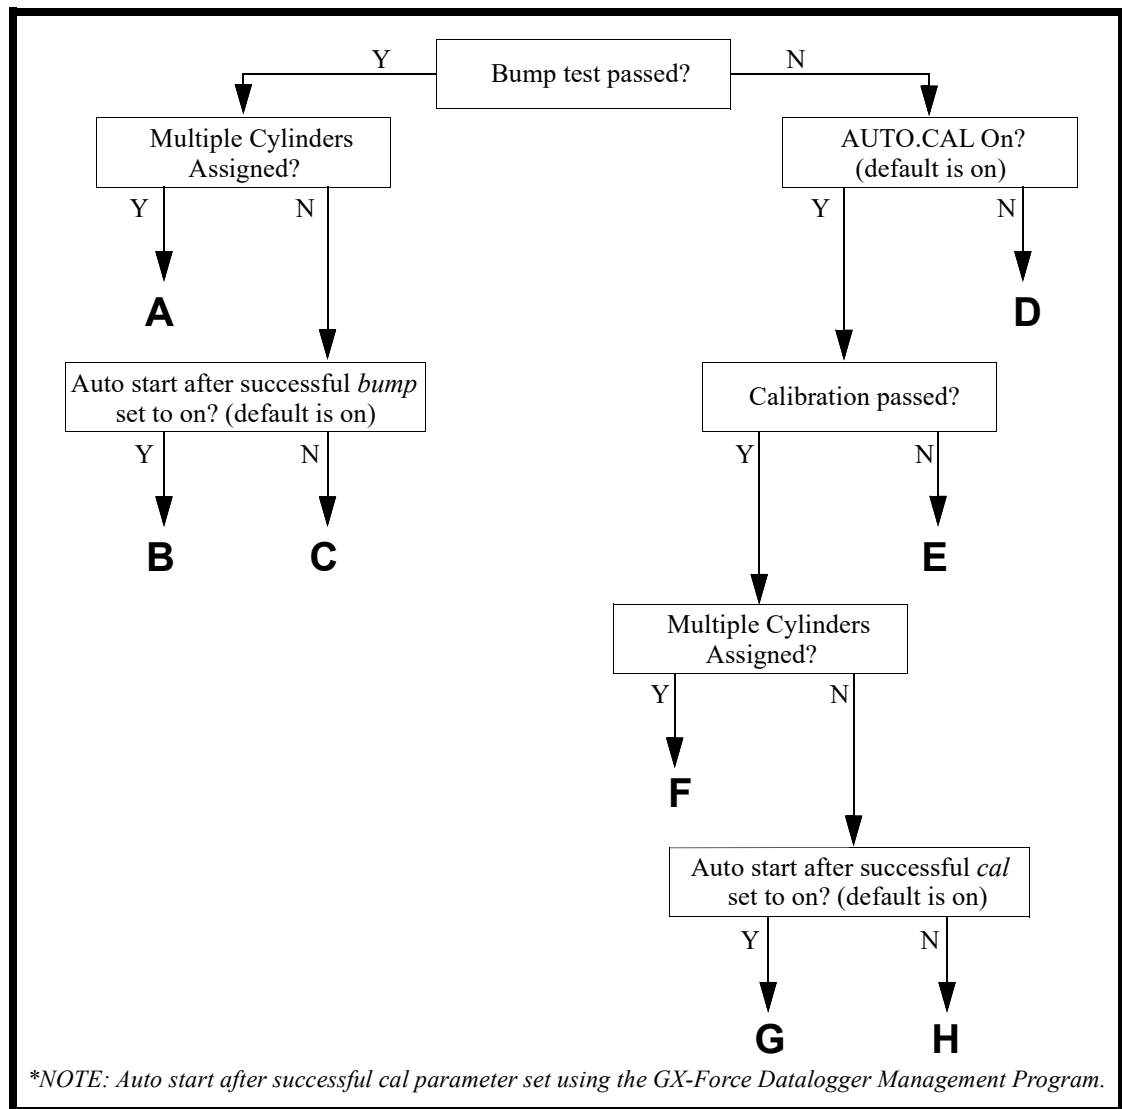 Bump test passed?
Y
N
Multiple Cylinders
Assigned?
AUTO.CAL On?
(default is on)
Y
N
Y
N
A
D
Auto start after successful bump
set to on? (default is on)
Calibration passed?
Y
N
Y
N
B
C
E
Multiple Cylinders
Assigned?
Y
N
F
Auto start after successful cal
set to on? (default is on)
Y
N
G
H
*NOTE: Auto start after successful cal parameter set using the GX-Force Datalogger Management Program.